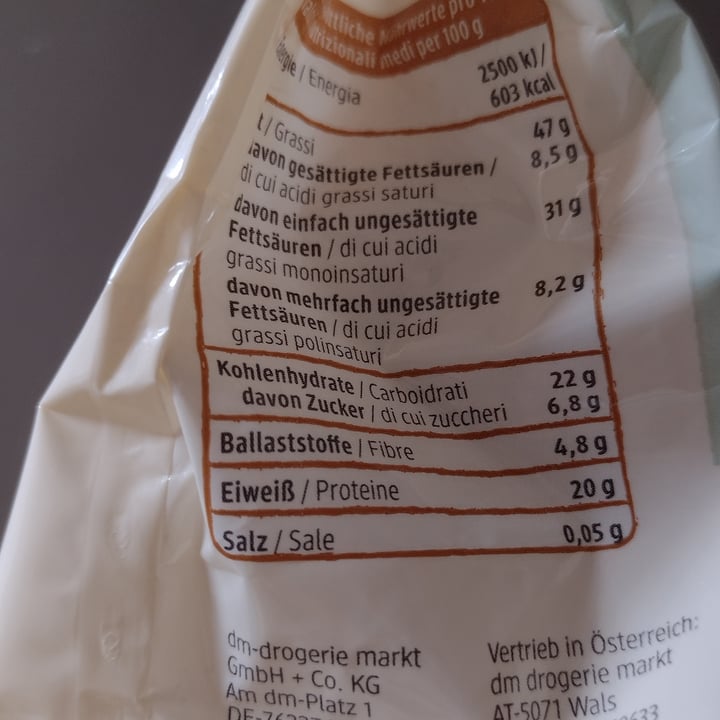 medi per 100 g
/ Energia
2500 kJ/
603 kcal
/ Grassi
47 g
davon gesättigte Fettsäuren /
di cui acidi grassi saturi
8,5 g
davon einfach ungesättigte
Fettsäuren / di cui acidi
grassi monoinsaturi
31 g
davon mehrfach ungesättigte
Fettsäuren / di cui acidi
grassi polinsaturi
8,2 g
Kohlenhydrate / Carboidrati
22 g
davon Zucker / di cui zuccheri
6,8 g
Ballaststoffe / Fibre
4,8 g
Eiweiß / Proteine
20 g
Salz / Sale
0,05 g
dm-drogerie markt
GmbH + Co. KG
Am dm-Platz 1
Vertrieb in Österreich:
dm drogerie markt
AT-5071 Wals